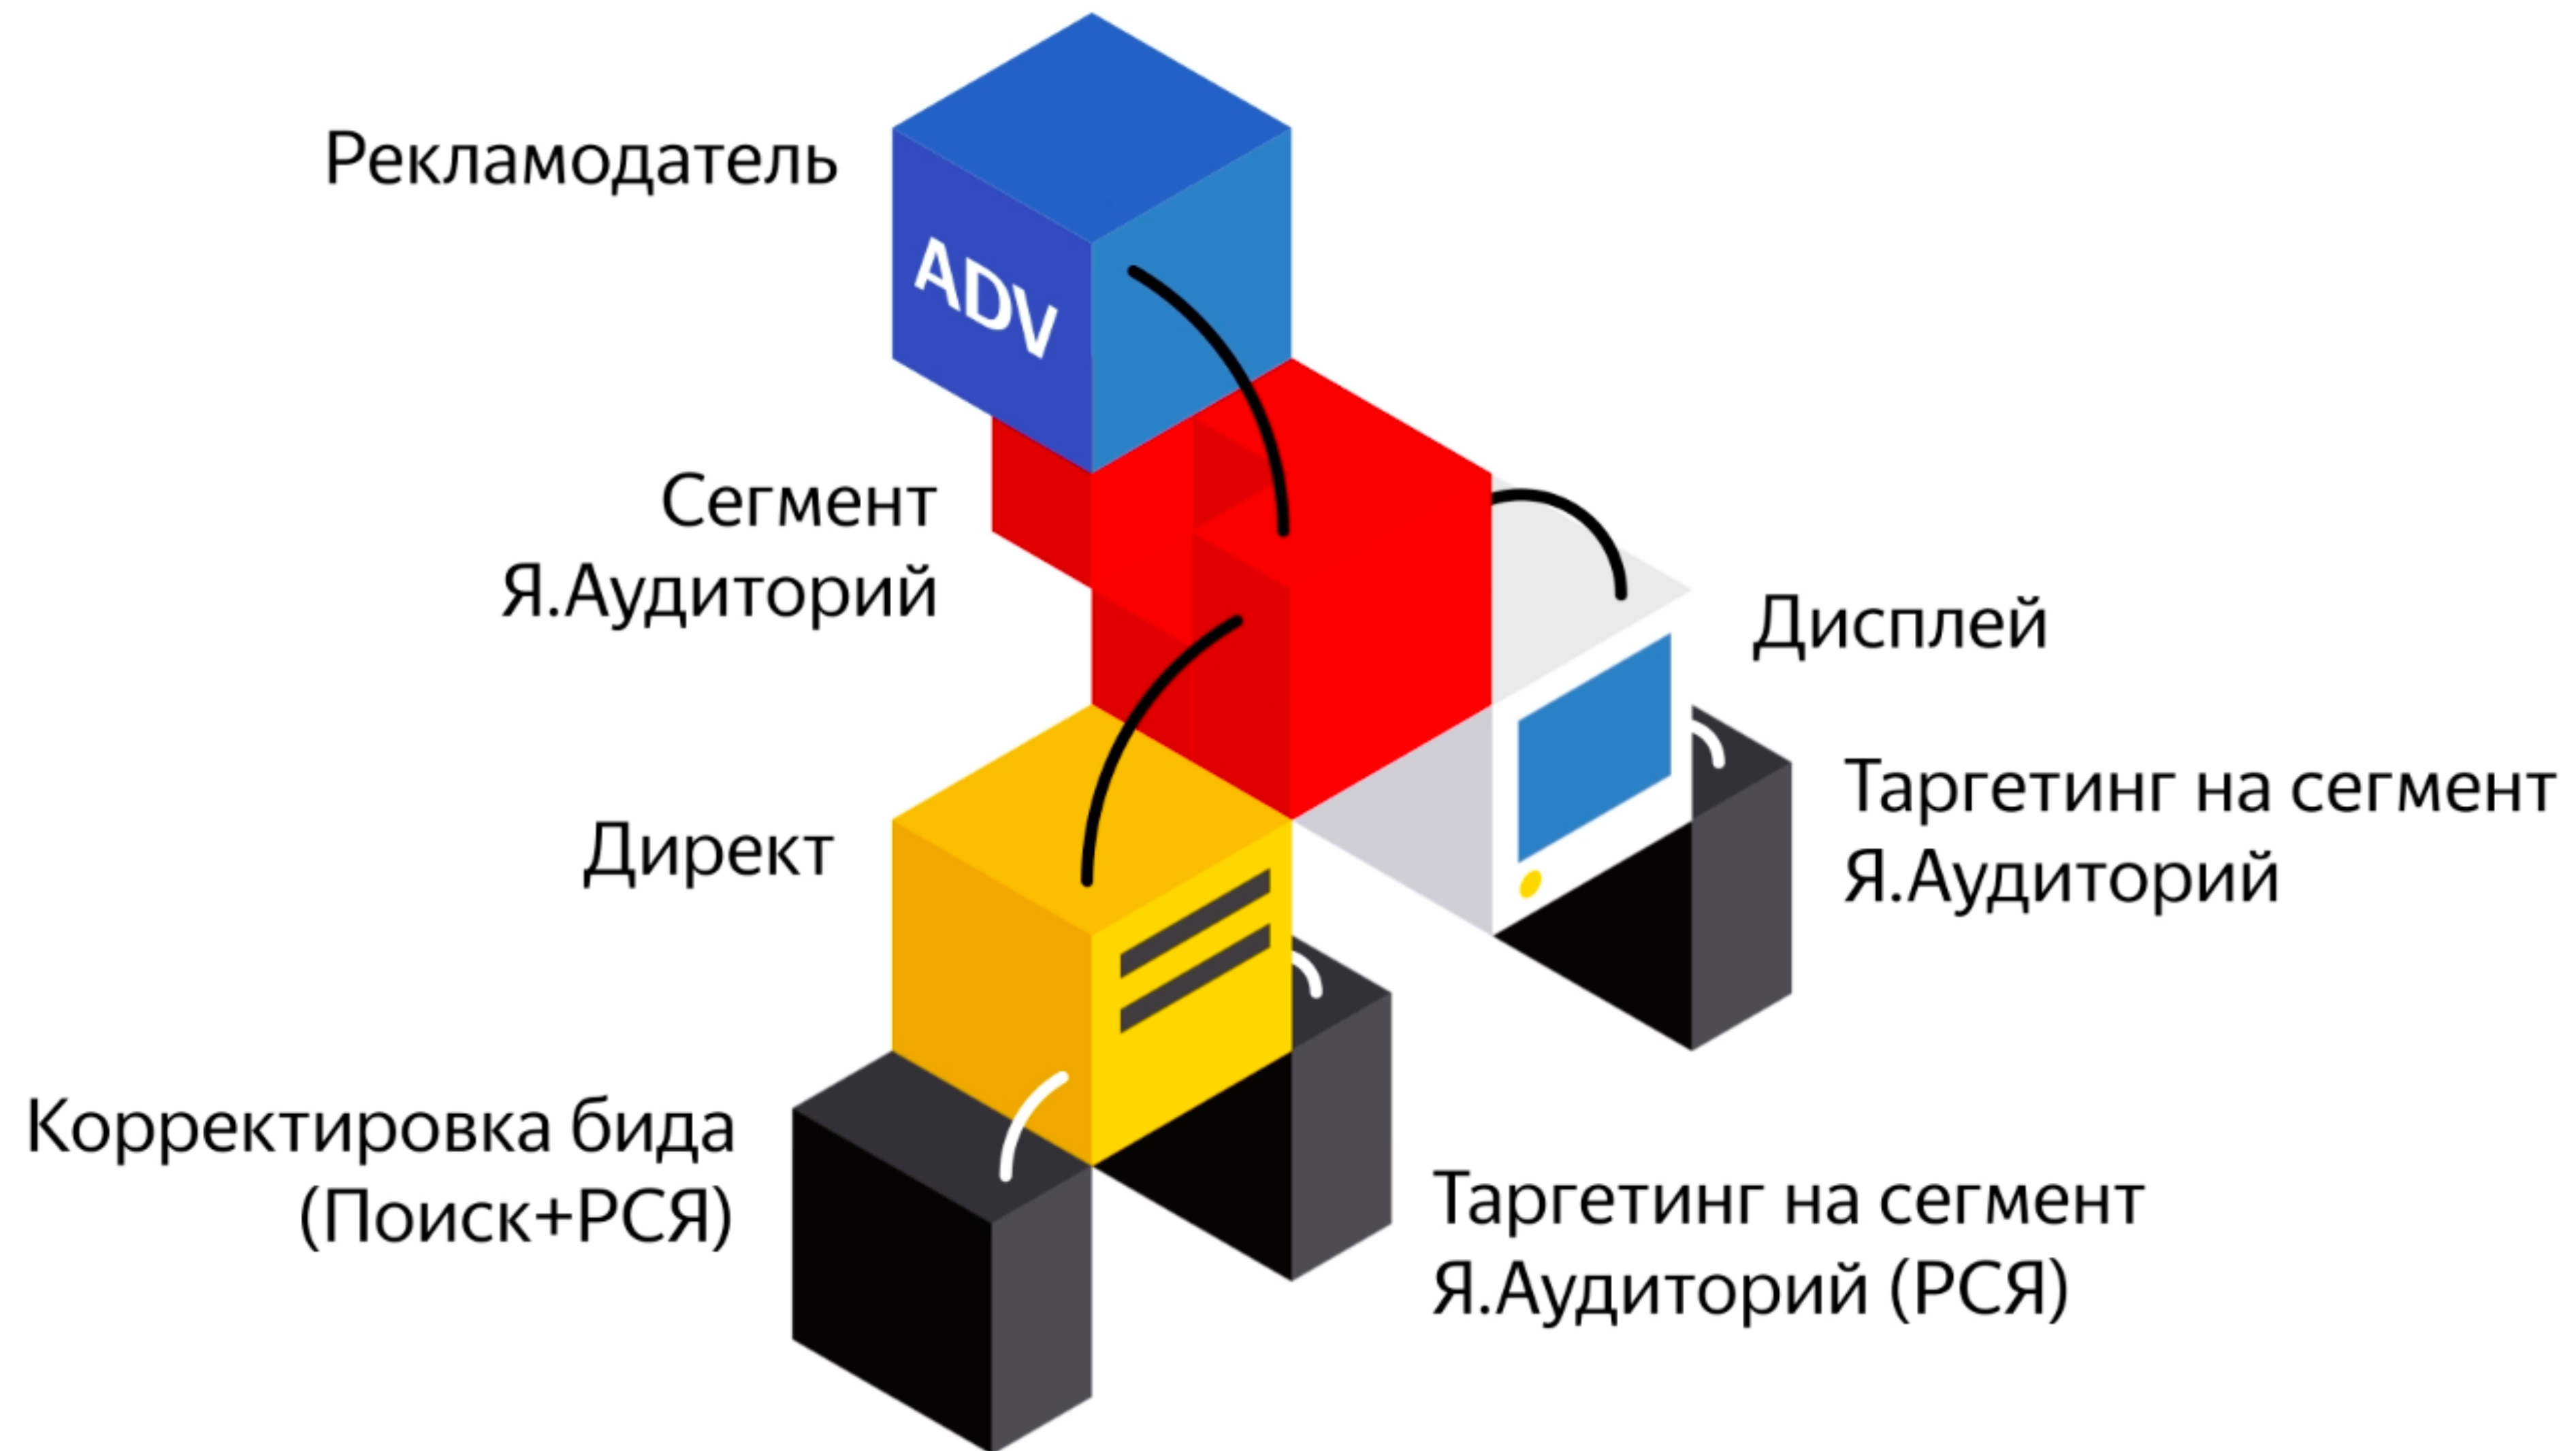 Рекламодатель
ADV
Сегмент
Я.Аудиторий
Дисплей
Таргетинг на сегмент
Я.Аудиторий
Директ
Корректировка бида
(Поиск+РСЯ)
Таргетинг на сегмент
Я.Аудиторий (РСЯ)